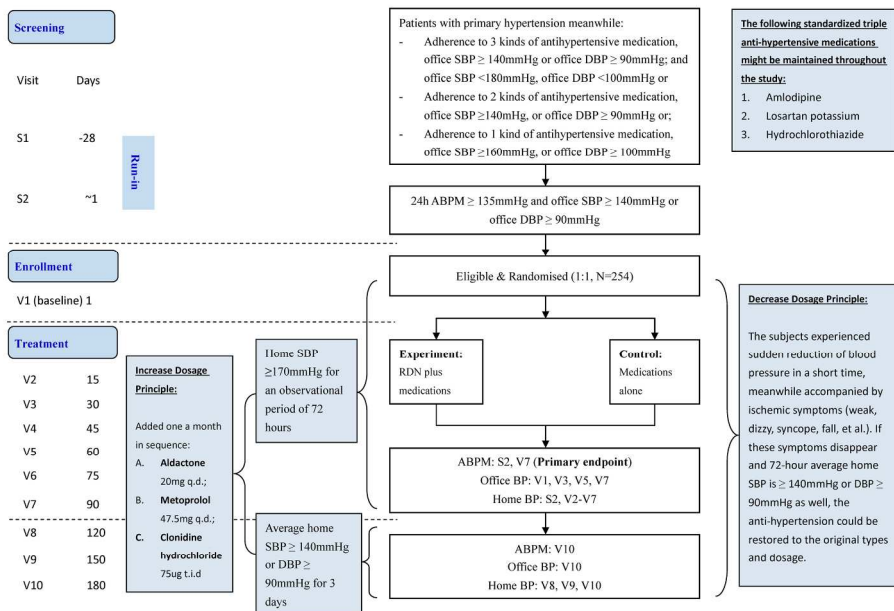 Screening
Visit Days
S1 -28
S2 ~1
Run-in
Patients with primary hypertension meanwhile:
- Adherence to 3 kinds of antihypertensive medication,
office SBP ≥ 140mmHg or office DBP ≥ 90mmHg; and
office SBP <180mmHg, office DBP <100mmHg or
- Adherence to 2 kinds of antihypertensive medication,
office SBP ≥140mHg, or office DBP ≥ 90mmHg or;
- Adherence to 1 kind of antihypertensive medication,
office SBP ≥160mmHg, or office DBP ≥ 100mmHg
The following standardized triple
anti-hypertensive medications
might be maintained throughout
the study:
1. Amlodipine
2. Losartan potassium
3. Hydrochlorothiazide
24h ABPM ≥ 135mmHg and office SBP ≥ 140mmHg or
office DBP ≥ 90mmHg
Enrollment
V1 (baseline) 1
Eligible & Randomised (1:1, N=254)
Treatment
V2 15
V3 30
V4 45
V5 60
V6 75
V7 90
V8 120
V9 150
V10 180
Increase Dosage
Principle:
Added one a month
in sequence:
A. Aldactone
20mg q.d.;
B. Metoprolol
47.5mg q.d.;
C. Clonidine
hydrochloride
75ug t.i.d
Home SBP
≥170mmHg for
an observational
period of 72
hours
Average home
SBP ≥ 140mmHg
or DBP ≥
90mmHg for 3
days
Experiment:
RDN plus
medications
Control:
Medications
alone
ABPM: S2, V7 (Primary endpoint)
Office BP: V1, V3, V5, V7
Home BP: S2, V2-V7
ABPM: V10
Office BP: V10
Home BP: V8, V9, V10
Decrease Dosage Principle:
The subjects experienced
sudden reduction of blood
pressure in a short time,
meanwhile accompanied by
ischemic symptoms (weak,
dizzy, syncope, fall, et al.). If
these symptoms disappear
and 72-hour average home
SBP is ≥ 140mmHg or DBP ≥
90mmHg as well, the
anti-hypertension could be
restored to the original types
and dosage.